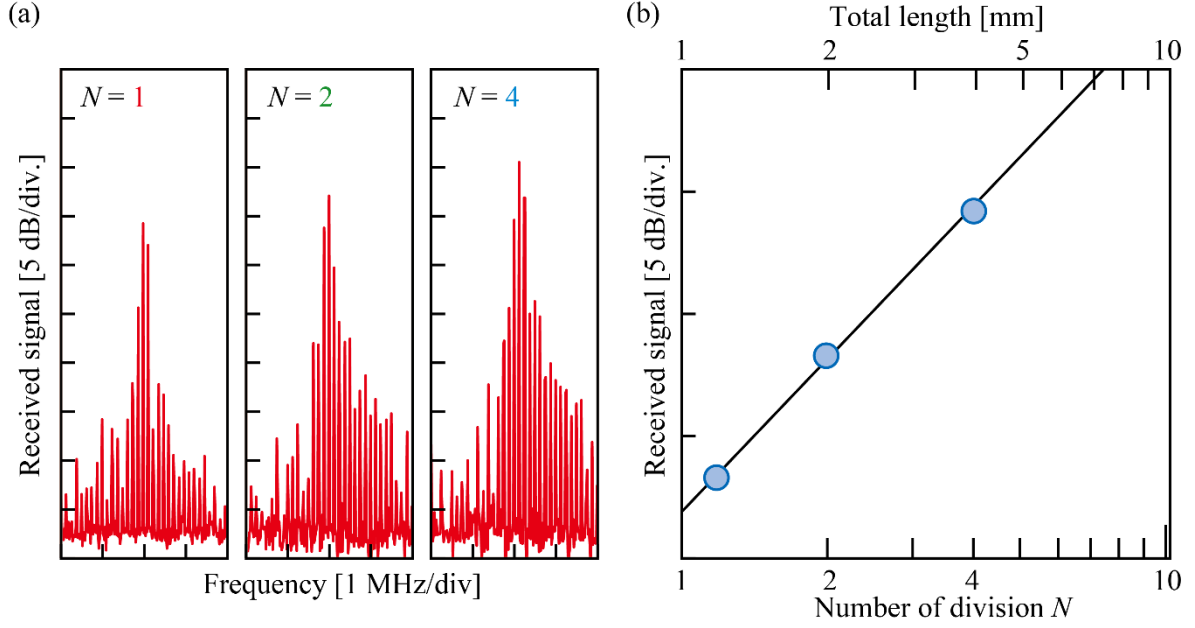 (a)
N = 1
N = 2
N = 4
Received signal [5 dB/div.]
Frequency [1 MHz/div]
(b)
Total length [mm]
1 2 5 10
Received signal [5 dB/div.]
1 2 4 10
Number of division N